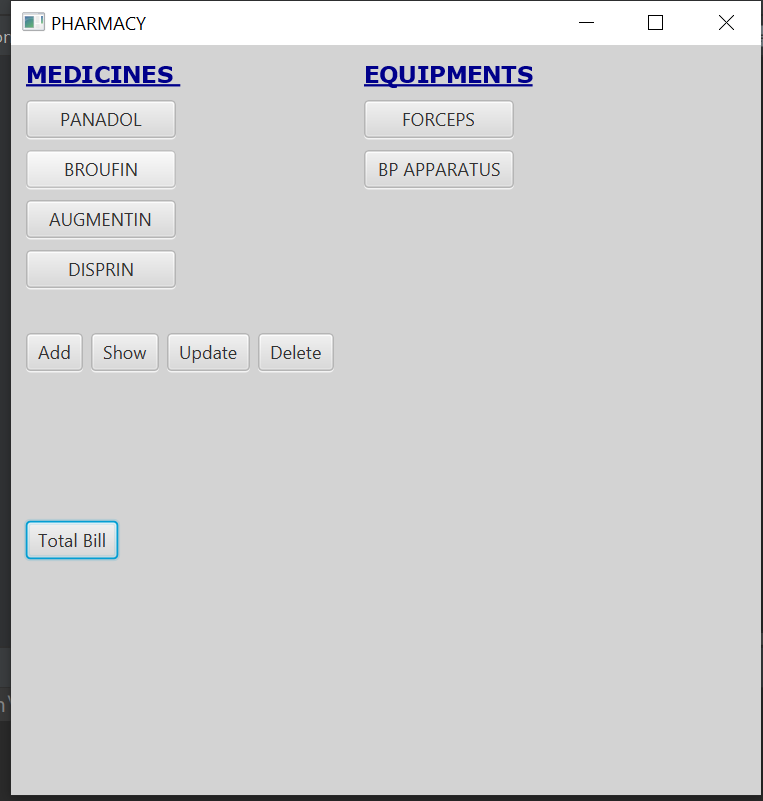 PHARMACY
MEDICINES
EQUIPMENTS
PANADOL
FORCEPS
BROUFIN
BP APPARATUS
AUGMENTIN
DISPRIN
Add Show Update Delete
Total Bill